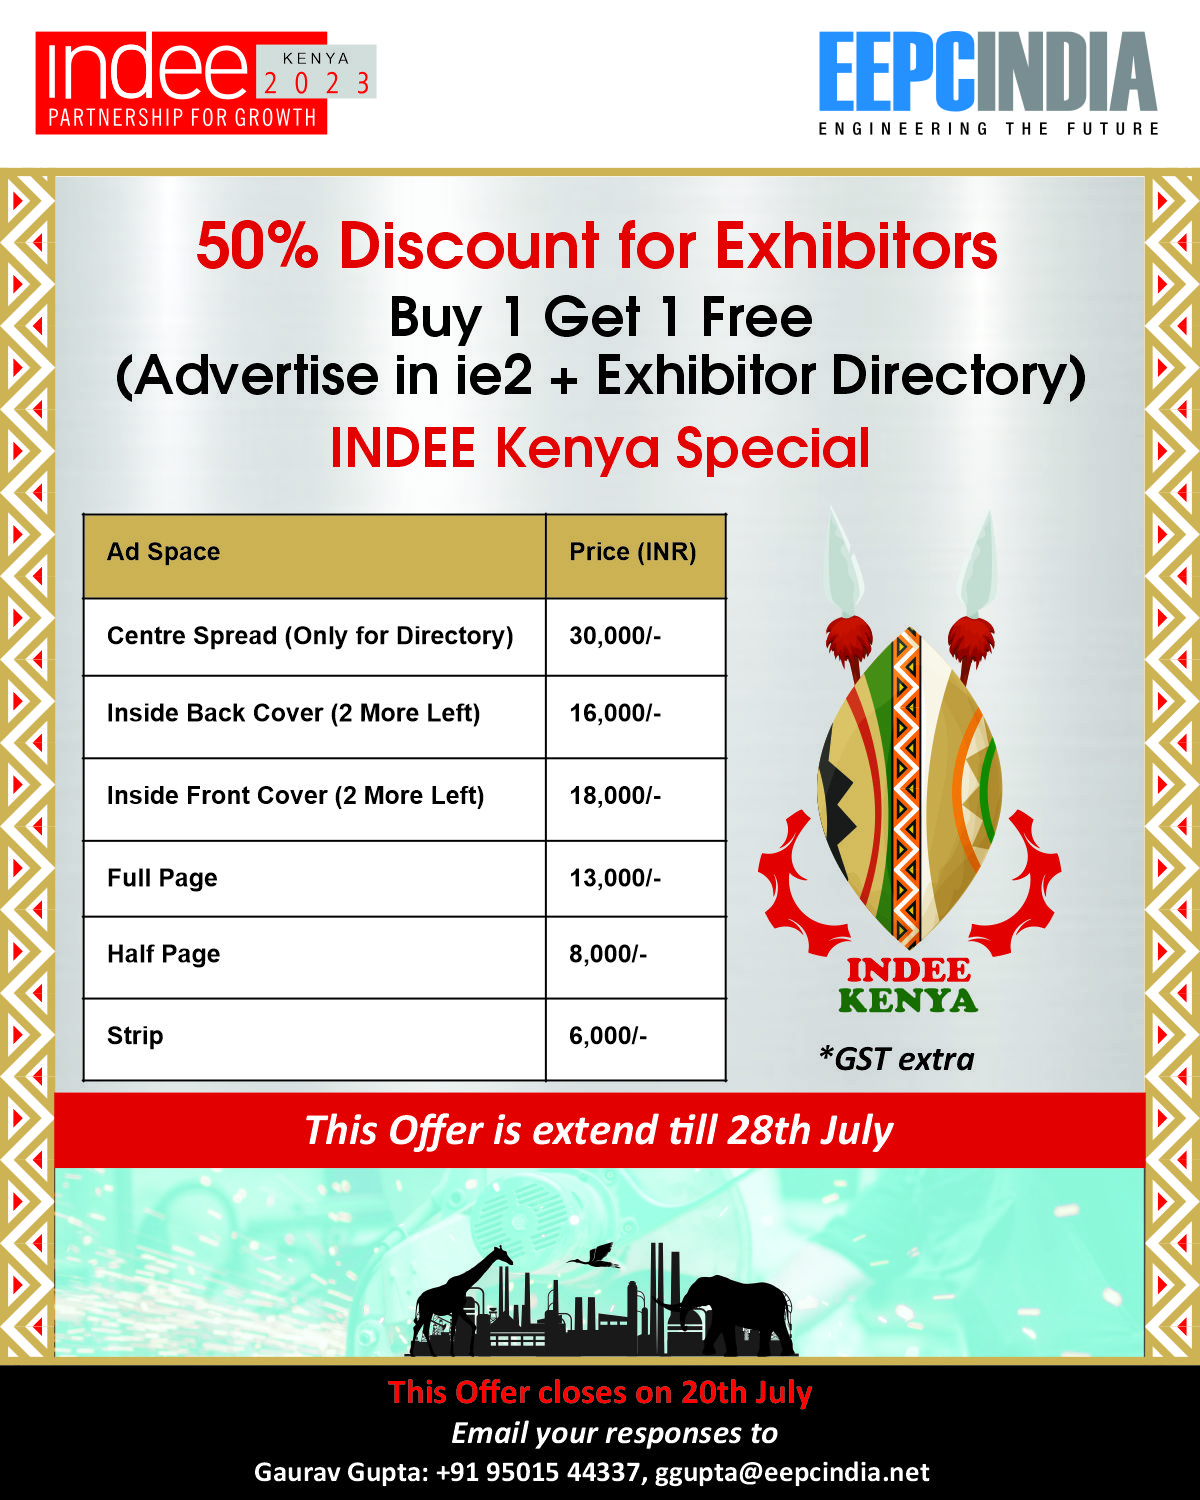 indee
KENYA
2023
PARTNERSHIP FOR GROWTH
EEPCINDIA
ENGINEERING THE FUTURE
50% Discount for Exhibitors
Buy 1 Get 1 Free
(Advertise in ie2 + Exhibitor Directory)
INDEE Kenya Special
Ad Space Price (INR)
Centre Spread (Only for Directory) 30,000/-
Inside Back Cover (2 More Left) 16,000/-
Inside Front Cover (2 More Left) 18,000/-
Full Page 13,000/-
Half Page 8,000/-
Strip 6,000/-
INDEE
KENYA
*GST extra
This Offer is extend till 28th July
This Offer closes on 20th July
Email your responses to
Gaurav Gupta: +91 95015 44337, ggupta@eepcindia.net